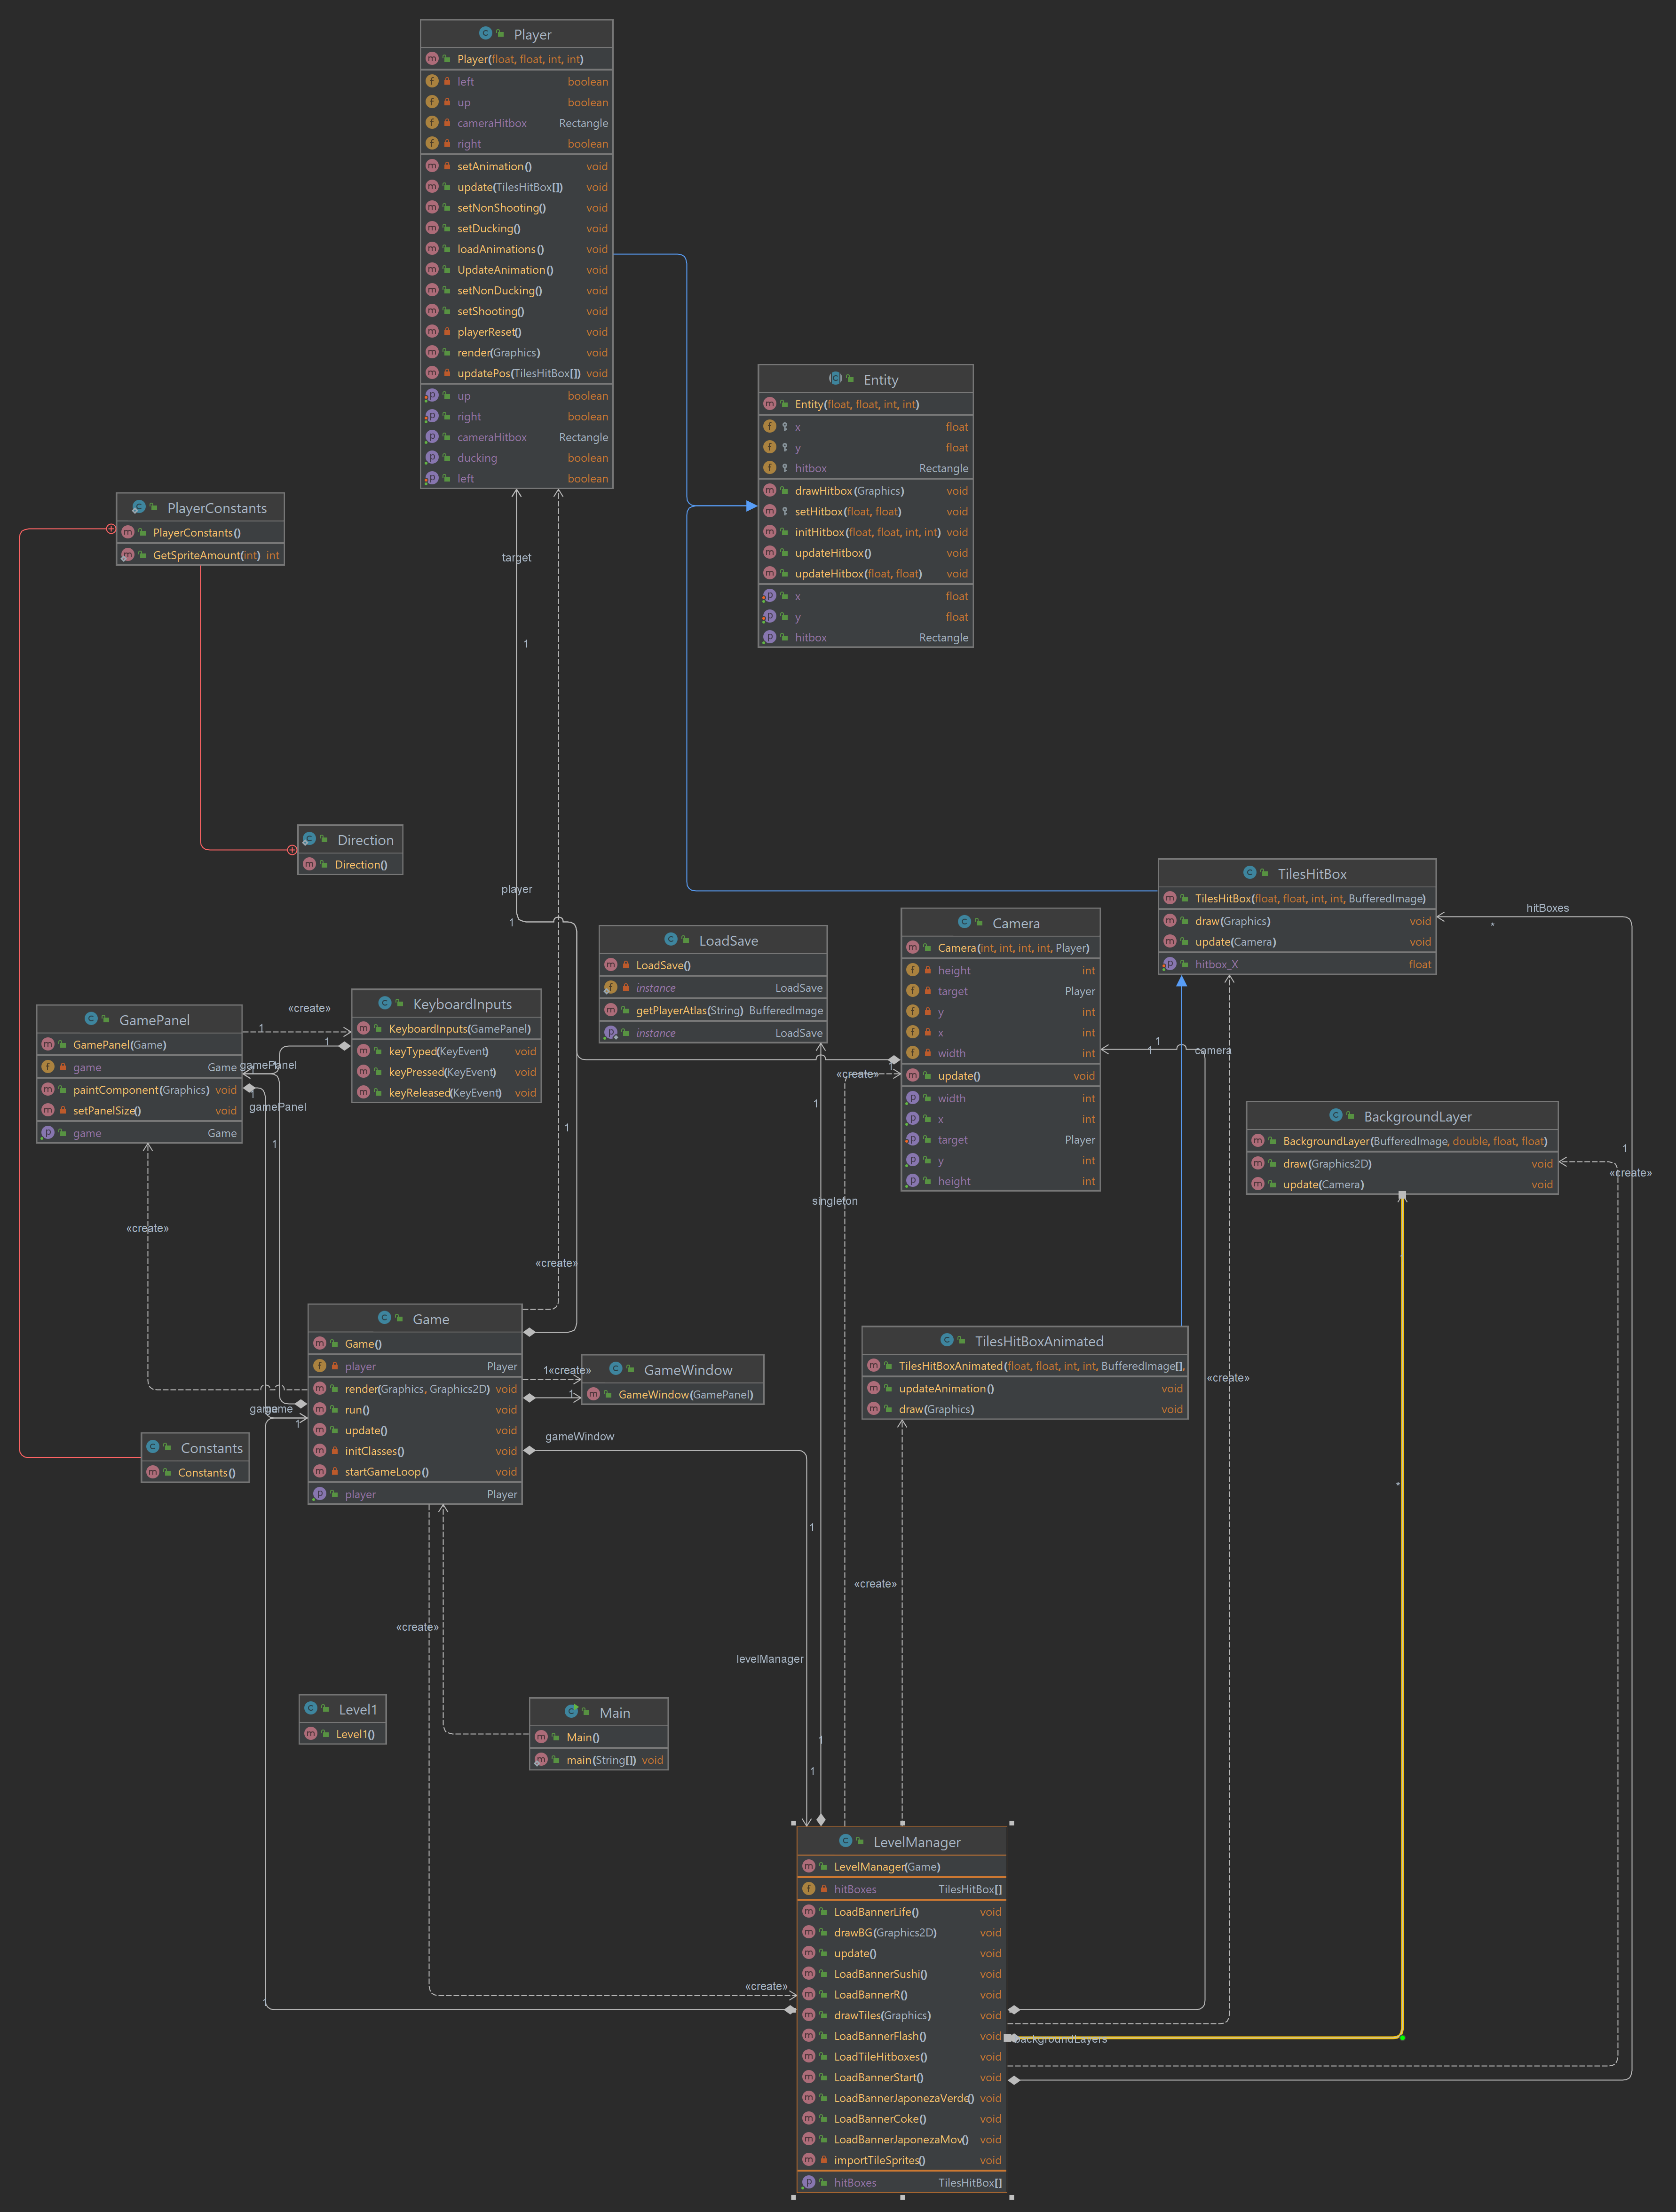 Player
Player(float, float, int, int)
left boolean
up boolean
cameraHitbox Rectangle
right boolean
setAnimation() void
update(TilesHitBox[]) void
setNonShooting() void
setDucking() void
loadAnimations() void
UpdateAnimation() void
setNonDucking() void
setShooting() void
playerReset() void
render(Graphics) void
updatePos(TilesHitBox[]) void
up boolean
right boolean
cameraHitbox Rectangle
ducking boolean
left boolean
Entity
Entity(float, float, int, int)
x float
y float
hitbox Rectangle
drawHitbox(Graphics) void
setHitbox(float, float) void
initHitbox(float, float, int, int) void
updateHitbox() void
updateHitbox(float, float) void
x float
y float
hitbox Rectangle
PlayerConstants
PlayerConstants()
GetSpriteAmount(int) int
target
1
Direction
Direction()
player
1
TilesHitBox
TilesHitBox(float, float, int, int, BufferedImage)
draw(Graphics) void
update(Camera) void
hitbox_X float
hitBoxes
*
Camera
Camera(int, int, int, int, Player)
height int
target Player
y int
x int
width int
update() void
width int
x int
target Player
y int
height int
LoadSave
LoadSave()
instance LoadSave
getPlayerAtlas(String) BufferedImage
instance LoadSave
KeyboardInputs
KeyboardInputs(GamePanel)
keyTyped(KeyEvent) void
keyPressed(KeyEvent) void
keyReleased(KeyEvent) void
GamePanel
GamePanel(Game)
game Game
paintComponent(Graphics) void
setPanelSize() void
game Game
«create»
1
1
gamePanel
1
gamePanel
1
1
1
camera
1
«create»
1
1
BackgroundLayer
BackgroundLayer(BufferedImage, double, float, float)
draw(Graphics2D) void
update(Camera) void
1
«create»
singleton
«create»
«create»
Game
Game()
player Player
render(Graphics, Graphics2D) void
run() void
update() void
initClasses() void
startGameLoop() void
player Player
1
«create»
1
GameWindow
GameWindow(GamePanel)
TilesHitBoxAnimated
TilesHitBoxAnimated(float, float, int, int, BufferedImage[],
updateAnimation() void
draw(Graphics) void
«create»
game
1
gameWindow
Constants
Constants()
*
1
«create»
«create»
levelManager
Level1
Level1()
Main
Main()
main(String[]) void
1
1
LevelManager
LevelManager(Game)
hitBoxes TilesHitBox[]
LoadBannerLife() void
drawBG(Graphics2D) void
update() void
LoadBannerSushi() void
LoadBannerR() void
drawTiles(Graphics) void
LoadBannerFlash() void
LoadTileHitboxes() void
LoadBannerStart() void
LoadBannerJaponezaVerde() void
LoadBannerCoke() void
LoadBannerJaponezaMov() void
importTileSprites() void
hitBoxes TilesHitBox[]
«create»
1
backgroundLayers